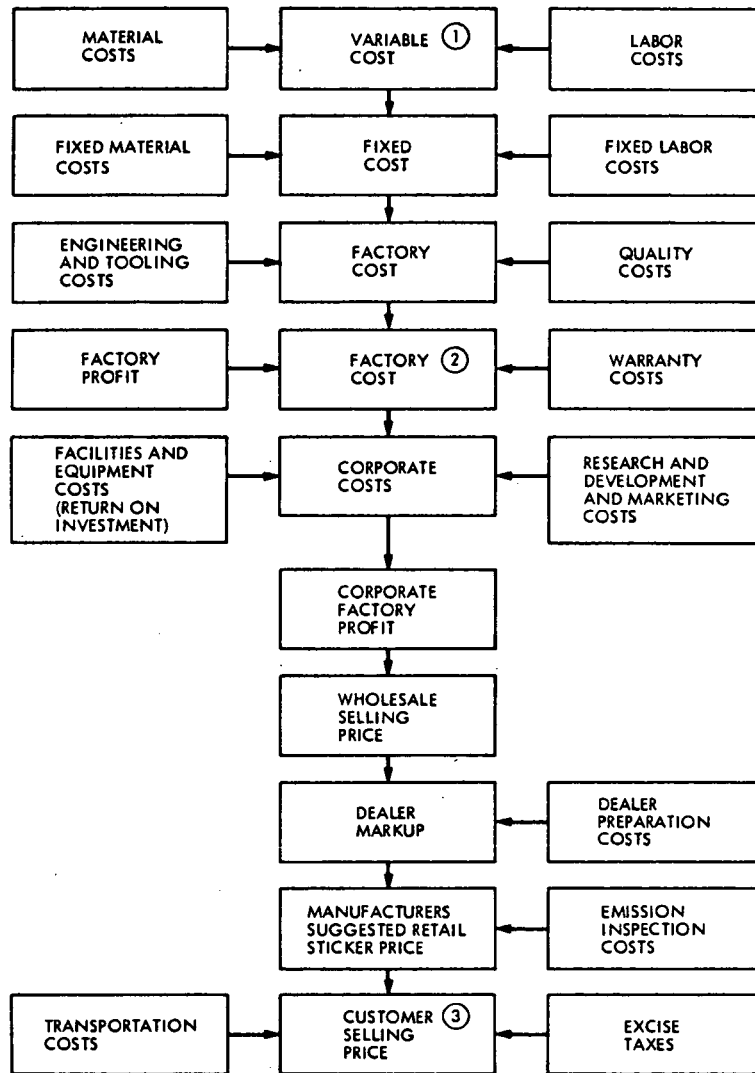 MATERIAL
COSTS
VARIABLE ①
COST
LABOR
COSTS
FIXED MATERIAL
COSTS
FIXED
COST
FIXED LABOR
COSTS
ENGINEERING
AND TOOLING
COSTS
FACTORY
COST
QUALITY
COSTS
FACTORY
PROFIT
FACTORY ②
COST
WARRANTY
COSTS
FACILITIES AND
EQUIPMENT
COSTS
(RETURN ON
INVESTMENT)
CORPORATE
COSTS
RESEARCH AND
DEVELOPMENT
AND MARKETING
COSTS
CORPORATE
FACTORY
PROFIT
WHOLESALE
SELLING
PRICE
DEALER
MARKUP
DEALER
PREPARATION
COSTS
MANUFACTURERS
SUGGESTED RETAIL
STICKER PRICE
EMISSION
INSPECTION
COSTS
TRANSPORTATION
COSTS
CUSTOMER ③
SELLING
PRICE
EXCISE
TAXES